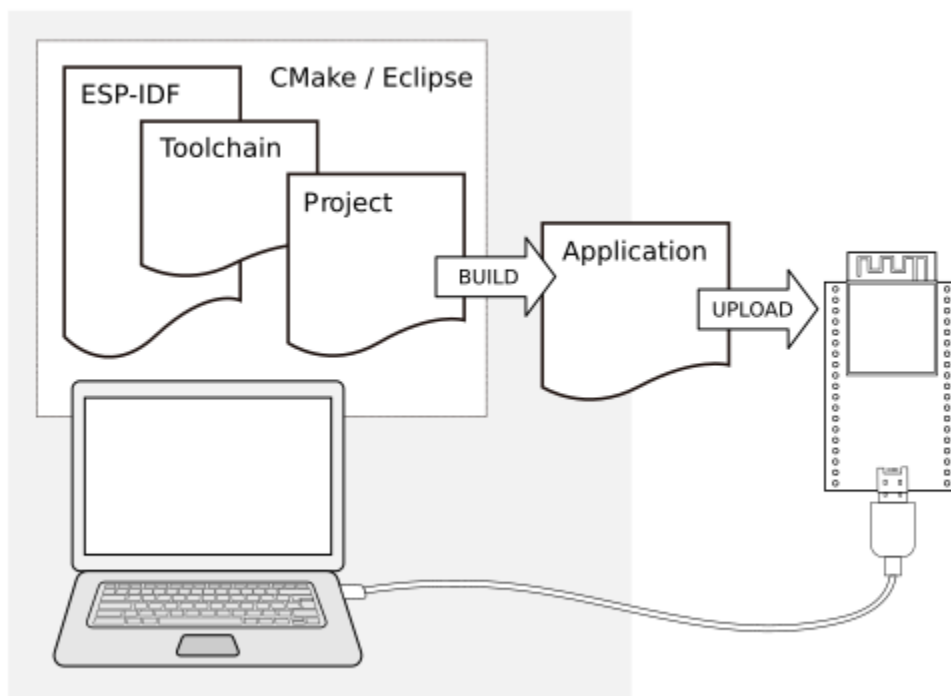 ESP-IDF
CMake / Eclipse
Toolchain
Project
BUILD
Application
UPLOAD